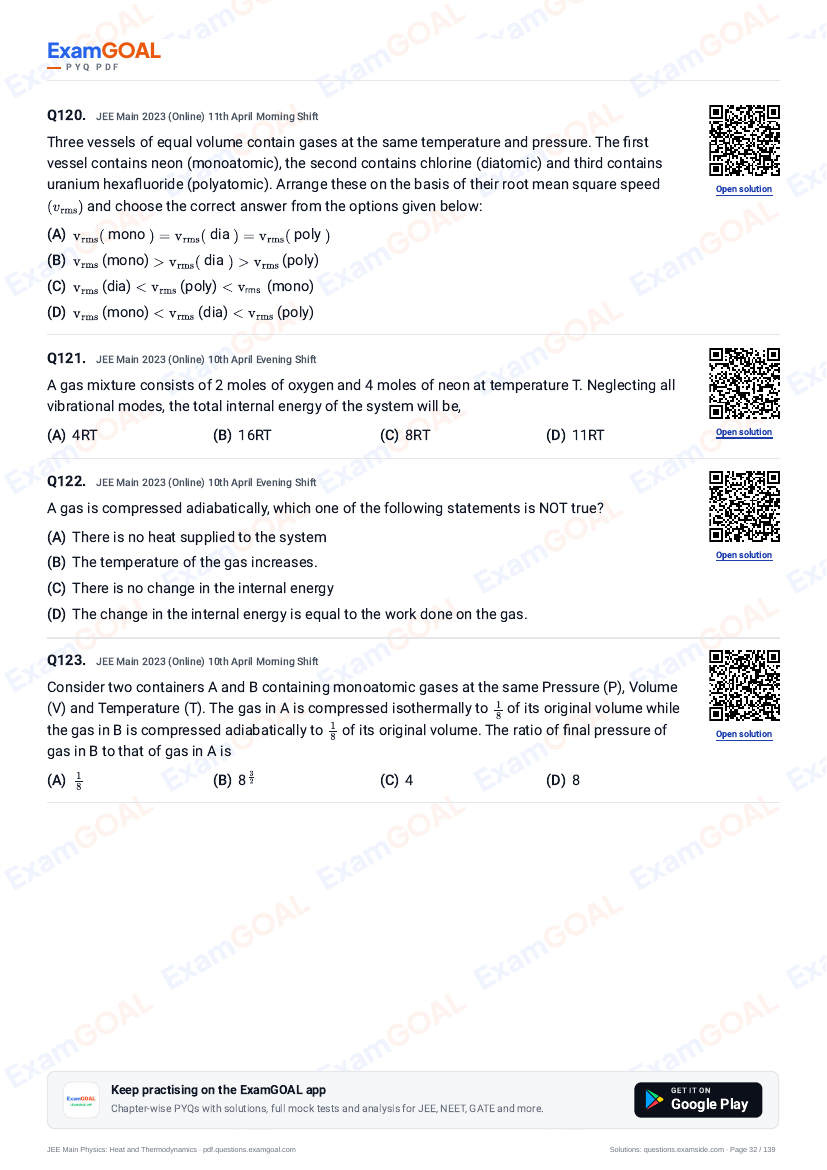 ExamGOAL
PYQ PDF
Q120. JEE Main 2023 (Online) 11th April Morning Shift
Three vessels of equal volume contain gases at the same temperature and pressure. The first
vessel contains neon (monoatomic), the second contains chlorine (diatomic) and third contains
uranium hexafluoride (polyatomic). Arrange these on the basis of their root mean square speed
(v_rms) and choose the correct answer from the options given below:
(A) v_rms( mono ) = v_rms( dia ) = v_rms( poly )
(B) v_rms (mono) > v_rms( dia ) > v_rms (poly)
(C) v_rms (dia) < v_rms (poly) < v_rms (mono)
(D) v_rms (mono) < v_rms (dia) < v_rms (poly)
Open solution
Q121. JEE Main 2023 (Online) 10th April Evening Shift
A gas mixture consists of 2 moles of oxygen and 4 moles of neon at temperature T. Neglecting all
vibrational modes, the total internal energy of the system will be,
(A) 4RT (B) 16RT (C) 8RT (D) 11RT
Open solution
Q122. JEE Main 2023 (Online) 10th April Evening Shift
A gas is compressed adiabatically, which one of the following statements is NOT true?
(A) There is no heat supplied to the system
(B) The temperature of the gas increases.
(C) There is no change in the internal energy
(D) The change in the internal energy is equal to the work done on the gas.
Open solution
Q123. JEE Main 2023 (Online) 10th April Morning Shift
Consider two containers A and B containing monoatomic gases at the same Pressure (P), Volume
(V) and Temperature (T). The gas in A is compressed isothermally to 1/8 of its original volume while
the gas in B is compressed adiabatically to 1/8 of its original volume. The ratio of final pressure of
gas in B to that of gas in A is
(A) 1/8 (B) 8^(3/2) (C) 4 (D) 8
Open solution
Keep practising on the ExamGOAL app
Chapter-wise PYQs with solutions, full mock tests and analysis for JEE, NEET, GATE and more.
GET IT ON
Google Play
JEE Main Physics: Heat and Thermodynamics · pdf.questions.examgoal.com
Solutions: questions.examside.com · Page 32 / 139